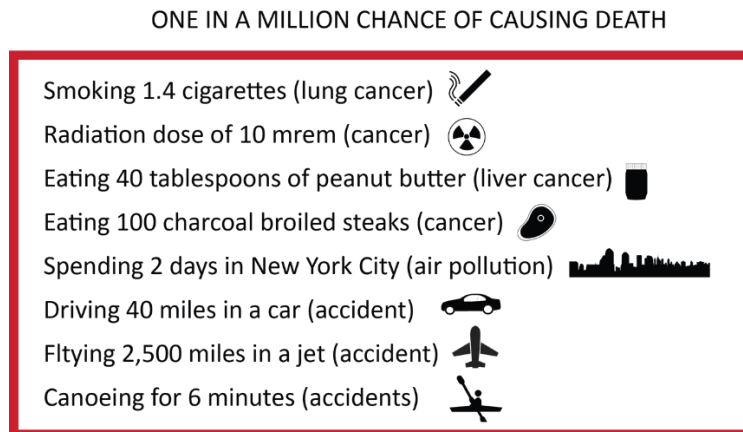 ONE IN A MILLION CHANCE OF CAUSING DEATH
Smoking 1.4 cigarettes (lung cancer)
Radiation dose of 10 mrem (cancer)
Eating 40 tablespoons of peanut butter (liver cancer)
Eating 100 charcoal broiled steaks (cancer)
Spending 2 days in New York City (air pollution)
Driving 40 miles in a car (accident)
Fltying 2,500 miles in a jet (accident)
Canoeing for 6 minutes (accidents)